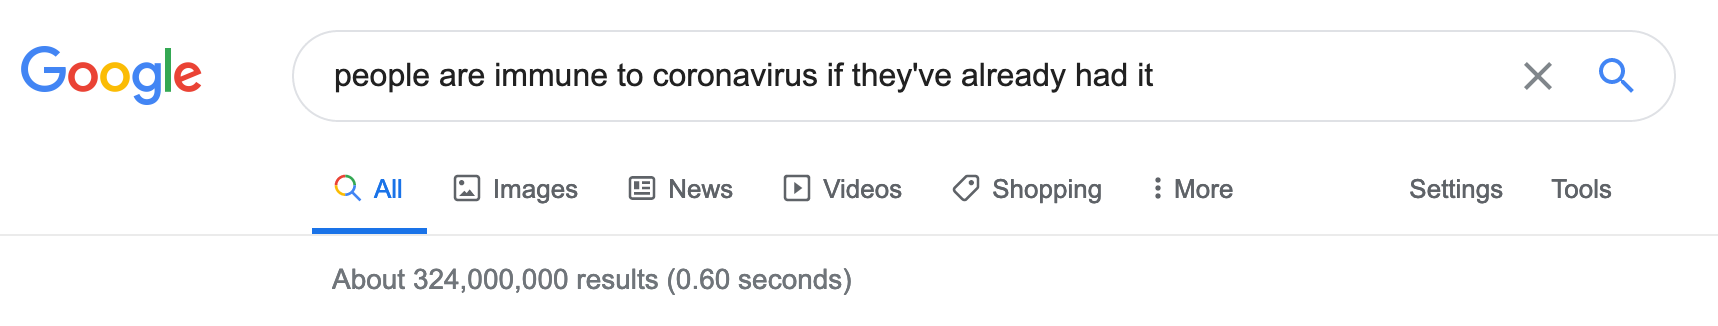 Google people are immune to coronavirus if they've already had it
All Images News Videos Shopping More Settings Tools
About 324,000,000 results (0.60 seconds)